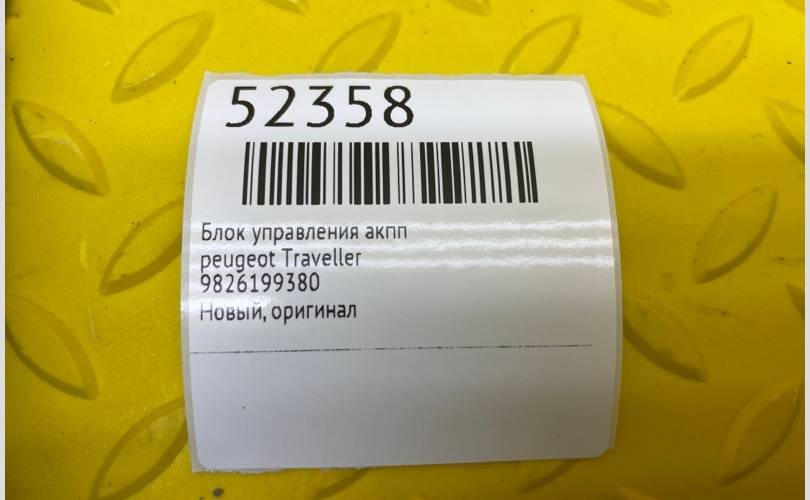 52358
Блок управления акпп
peugeot Traveller
9826199380
Новый, оригинал